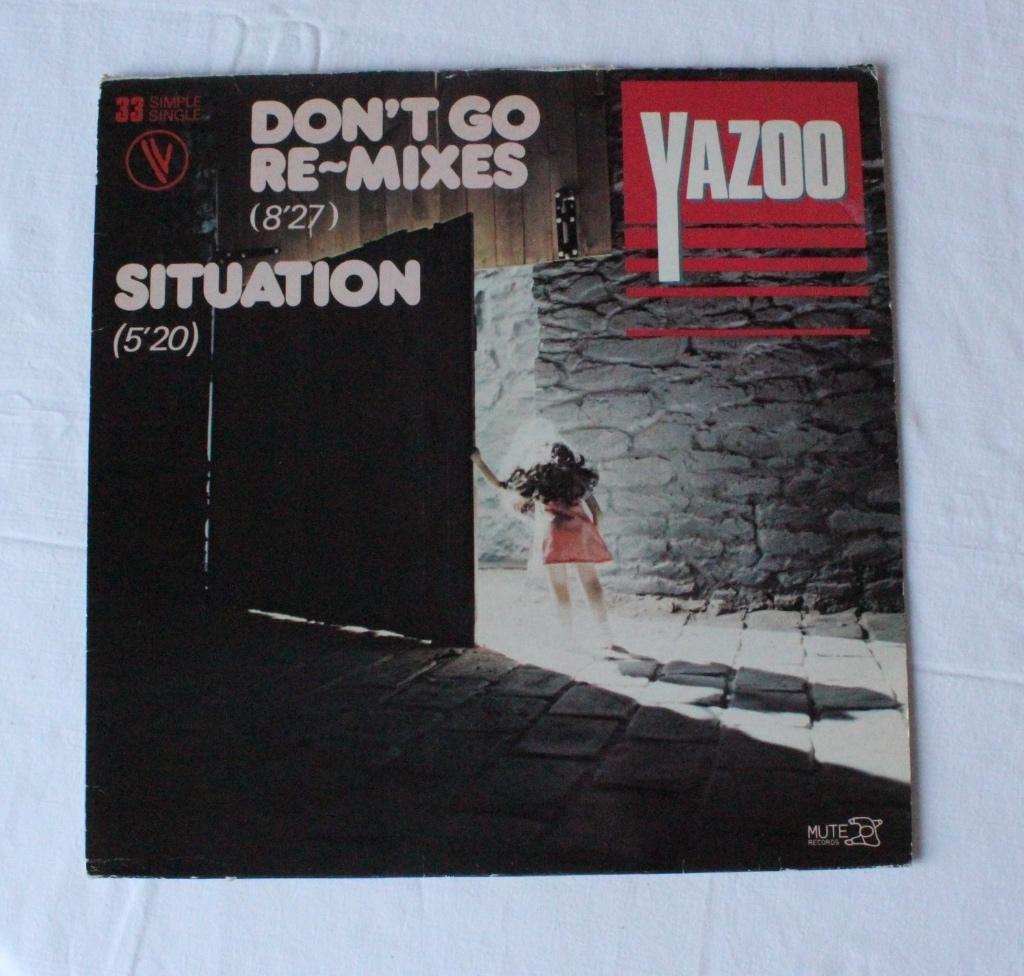 33 SIMPLE
SINGLE
DON'T GO
RE~MIXES
(8'27)
SITUATION
(5'20)
YAZOO
MUTE
RECORDS